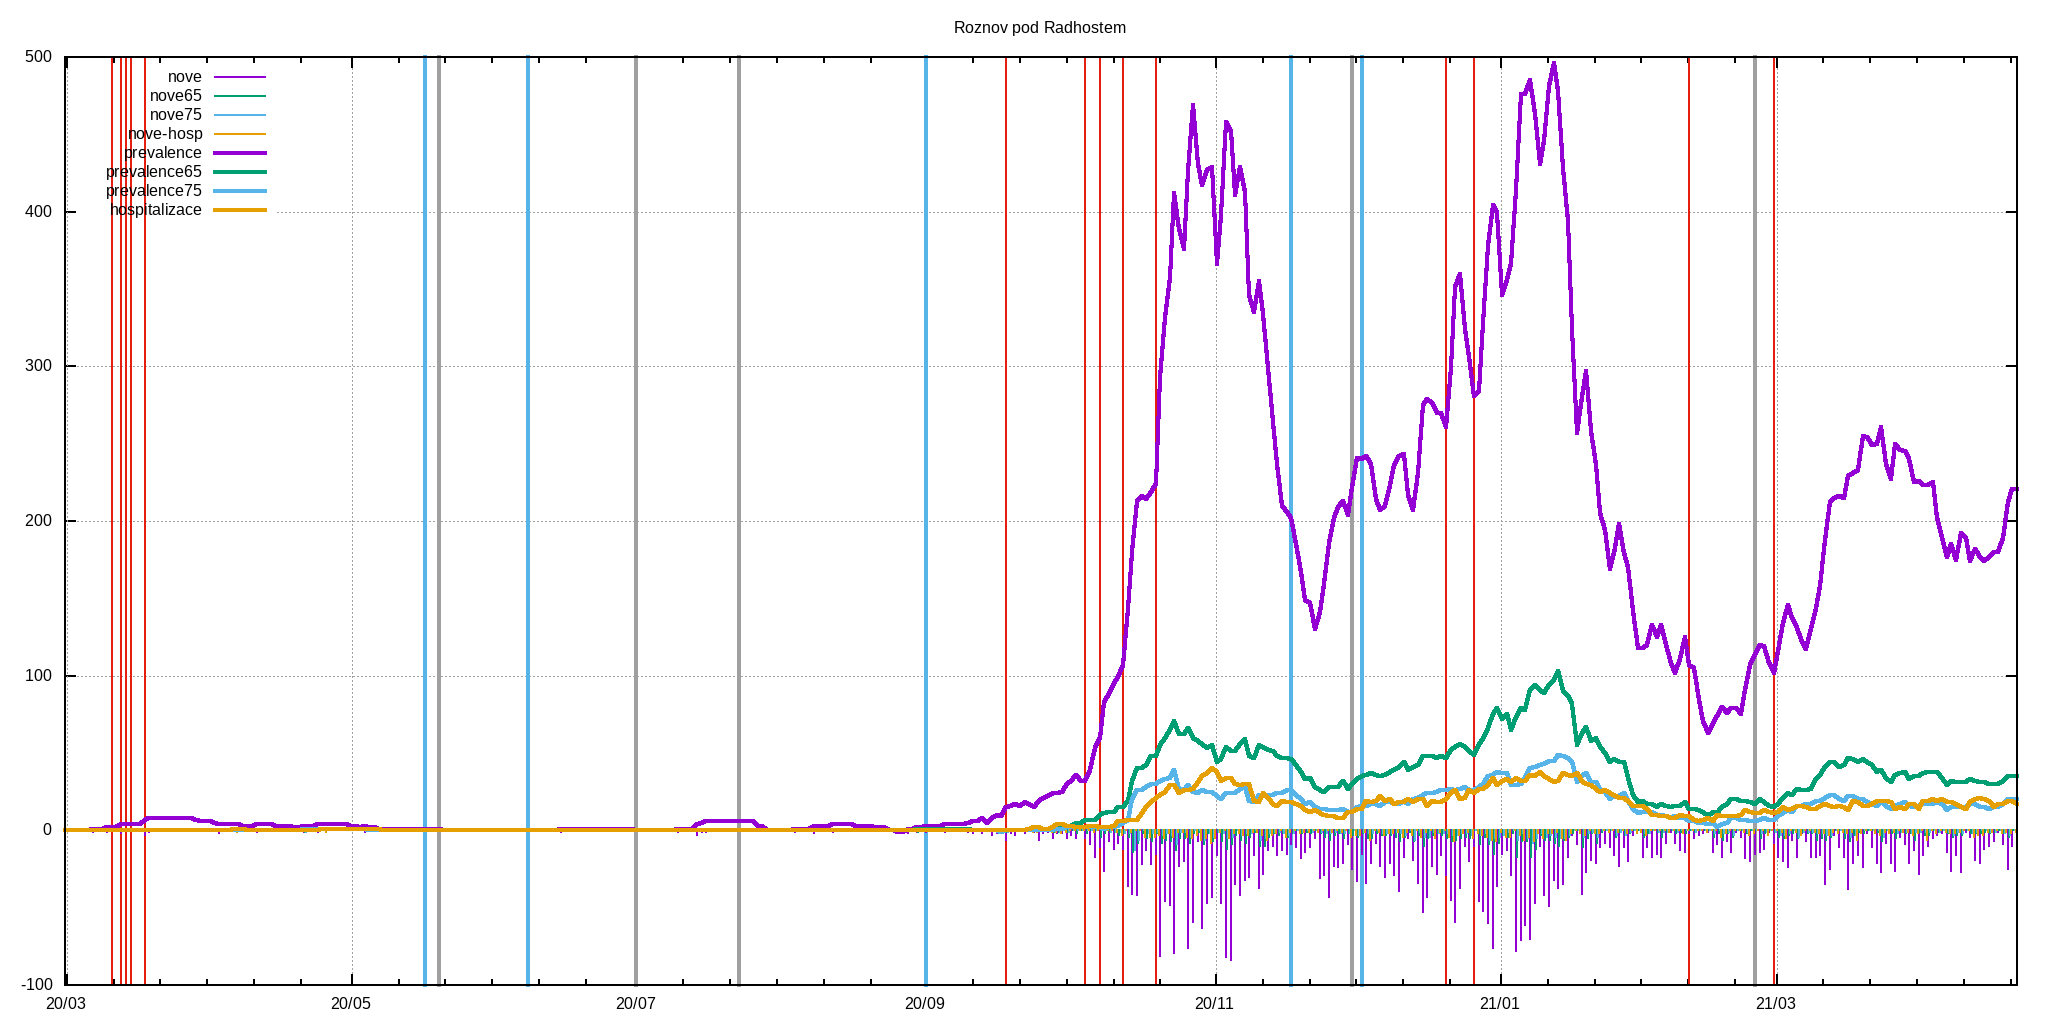 Roznov pod Radhostem
500
400
300
200
100
0
-100
nove
nove65
nove75
nove-hosp
prevalence
prevalence65
prevalence75
hospitalizace
20/03 20/05 20/07 20/09 20/11 21/01 21/03